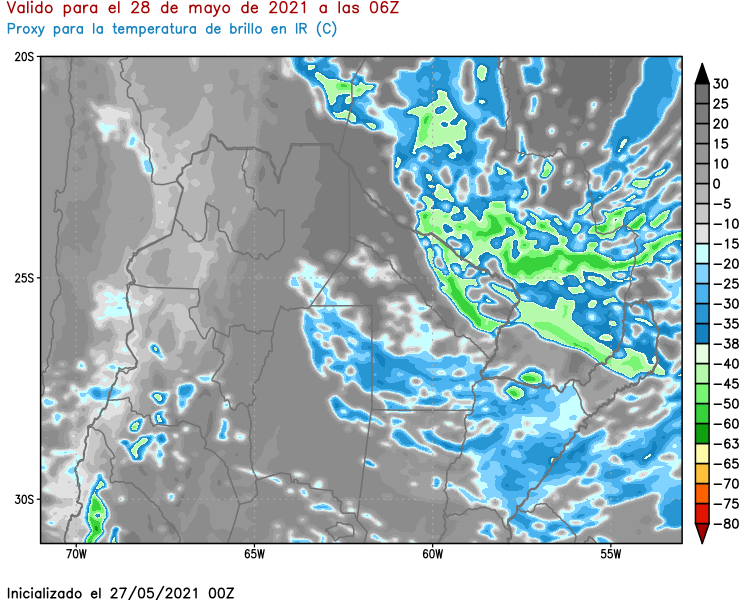 Valido para el 28 de mayo de 2021 a las 06Z
Proxy para la temperatura de brillo en IR (C)
20S
25S
30S
70W
65W
60W
55W
30
25
20
15
10
0
−5
−10
−15
−20
−25
−30
−35
−38
−40
−45
−50
−60
−63
−65
−70
−75
−80
Inicializado el 27/05/2021 00Z